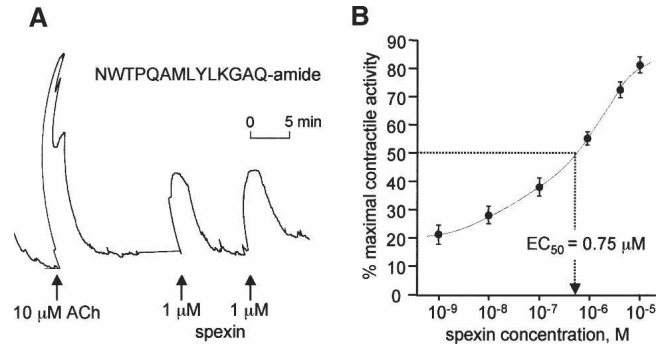 A
NWTPQAMLYLKGAQ-amide
0 5 min
10 μM ACh
1 μM 1 μM
spexin
B
% maximal contractile activity
90
80
70
60
50
40
30
20
10
0
EC₅₀ = 0.75 μM
10⁻⁹ 10⁻⁸ 10⁻⁷ 10⁻⁶ 10⁻⁵
spexin concentration, M